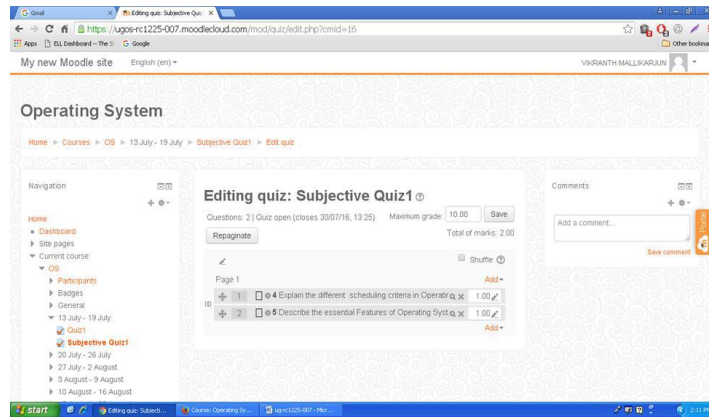 Gmail
Editing quiz: Subjective Qui
https://ugos-rc1225-007.moodlecloud.com/mod/quiz/edit.php?cmid=16
Apps ELL Dashboard -- The S Google Other bookma
My new Moodle site English (en) VIKRANTH MALLIKARJUN
Operating System
Home Courses OS 13 July - 19 July Subjective Quiz1 Edit quiz
Navigation
Home
Dashboard
Site pages
Current course
OS
Participants
Badges
General
13 July - 19 July
Quiz1
Subjective Quiz1
20 July - 26 July
27 July - 2 August
3 August - 9 August
10 August - 16 August
Editing quiz: Subjective Quiz1
Questions: 2 | Quiz open (closes 30/07/16, 13:25) Maximum grade: 10.00 Save
Repaginate Total of marks: 2.00
Shuffle
Page 1 Add
1 4 Explain the different scheduling criteria in Operatin 1.00
2 5 Describe the essential Features of Operating Syst 1.00
Add
Comments
Add a comment...
Save comment
Portal
start Editing quiz: Subjecti... Course: Operating Sy... ug-rc1225-007 - Micr... 2:11 PM